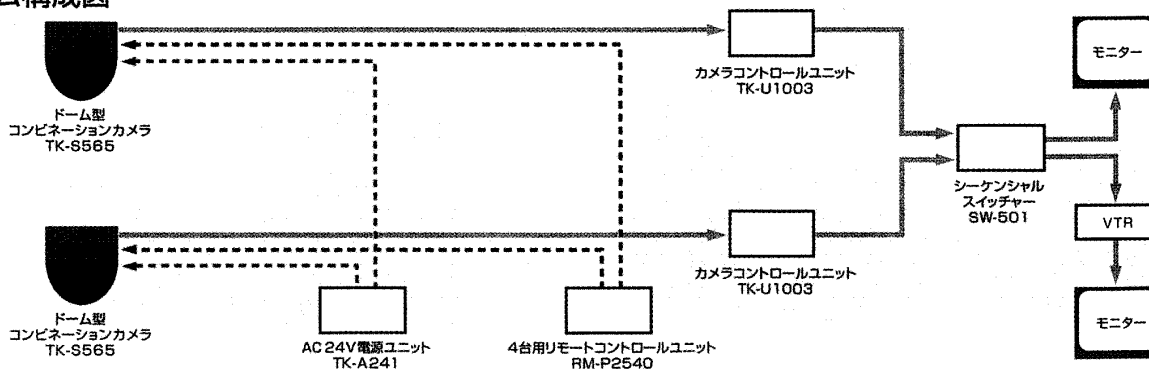 ム構成図
ドーム型
コンビネーションカメラ
TK-S565
カメラコントロールユニット
TK-U1003
モニター
シーケンシャル
スイッチャー
SW-501
VTR
モニター
ドーム型
コンビネーションカメラ
TK-S565
AC24V電源ユニット
TK-A241
4台用リモートコントロールユニット
RM-P2540
カメラコントロールユニット
TK-U1003